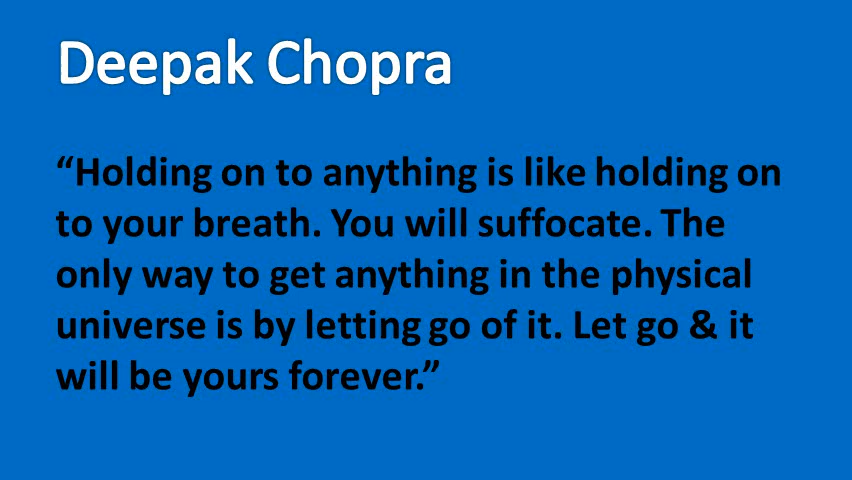 Deepak Chopra
“Holding on to anything is like holding on
to your breath. You will suffocate. The
only way to get anything in the physical
universe is by letting go of it. Let go & it
will be yours forever.”